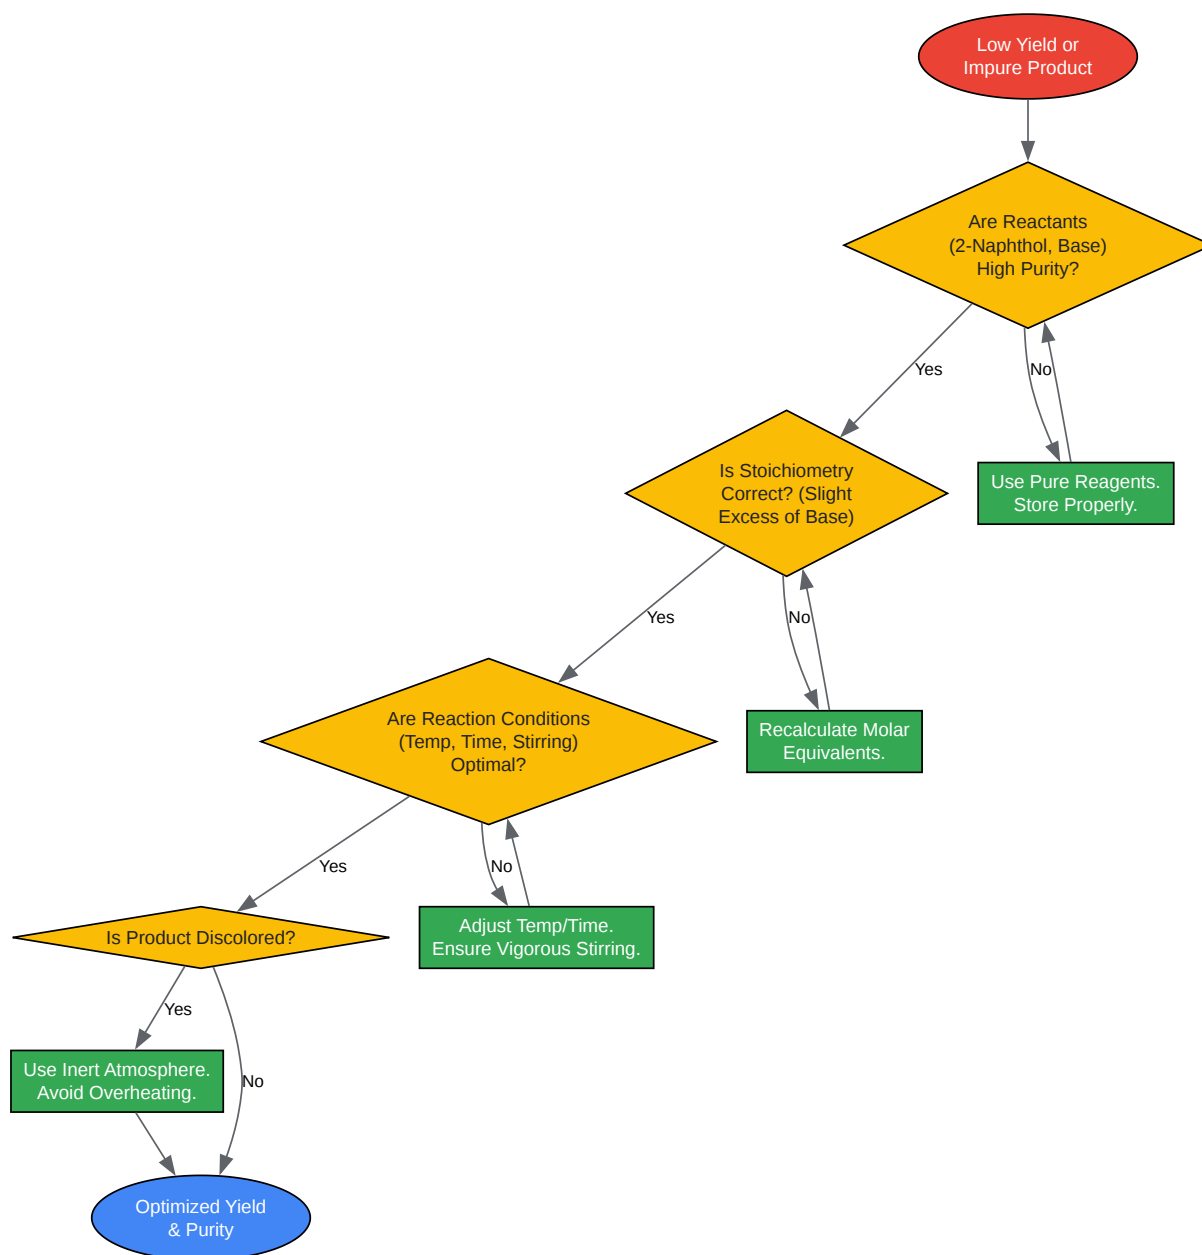 Low Yield or
Impure Product
Are Reactants
(2-Naphthol, Base)
High Purity?
Yes
No
Use Pure Reagents.
Store Properly.
Is Stoichiometry
Correct? (Slight
Excess of Base)
Yes
No
Recalculate Molar
Equivalents.
Are Reaction Conditions
(Temp, Time, Stirring)
Optimal?
Yes
No
Adjust Temp/Time.
Ensure Vigorous Stirring.
Is Product Discolored?
Yes
No
Use Inert Atmosphere.
Avoid Overheating.
Optimized Yield
& Purity